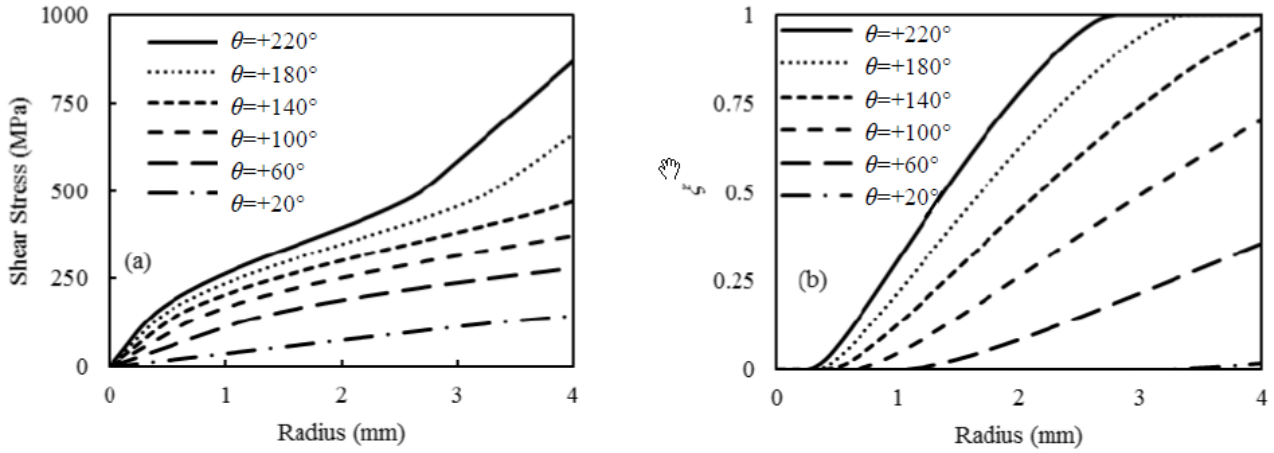 1000
750
500
250
0
Shear Stress (MPa)
θ=+220°
θ=+180°
θ=+140°
θ=+100°
θ=+60°
θ=+20°
(a)
0 1 2 3 4
Radius (mm)
1
0.75
0.5
0.25
0
ξ
θ=+220°
θ=+180°
θ=+140°
θ=+100°
θ=+60°
θ=+20°
(b)
0 1 2 3 4
Radius (mm)